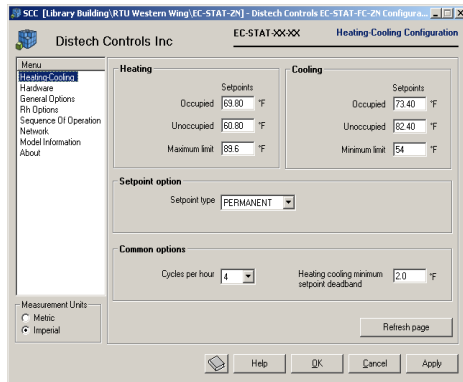 SCC [Library Building\RTU Western Wing\EC-STAT-ZN] - Distech Controls EC-STAT-FC-ZN Configura...
Distech Controls Inc
EC-STAT-XX-XX
Heating-Cooling Configuration
Menu
Heating-Cooling
Hardware
General Options
Rh Options
Sequence Of Operation
Network
Model Information
About
Heating
Setpoints
Occupied 69.80 °F
Unoccupied 60.80 °F
Maximum limit 89.6 °F
Cooling
Setpoints
Occupied 73.40 °F
Unoccupied 82.40 °F
Minimum limit 54 °F
Setpoint option
Setpoint type PERMANENT
Common options
Cycles per hour 4
Heating cooling minimum
setpoint deadband 2.0 °F
Measurement Units
Metric
Imperial
Refresh page
Help
OK
Cancel
Apply